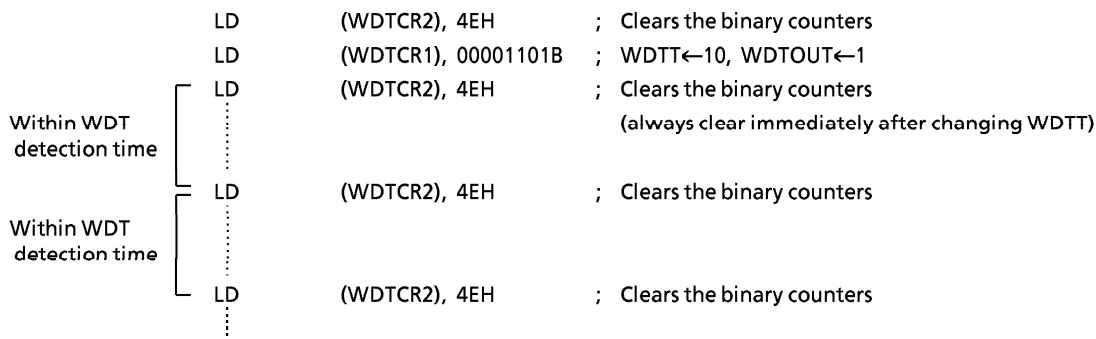 LD (WDTCR2), 4EH ; Clears the binary counters
LD (WDTCR1), 00001101B ; WDTT←10, WDTOUT←1
LD (WDTCR2), 4EH ; Clears the binary counters
(always clear immediately after changing WDTT)
Within WDT
detection time
LD (WDTCR2), 4EH ; Clears the binary counters
Within WDT
detection time
LD (WDTCR2), 4EH ; Clears the binary counters